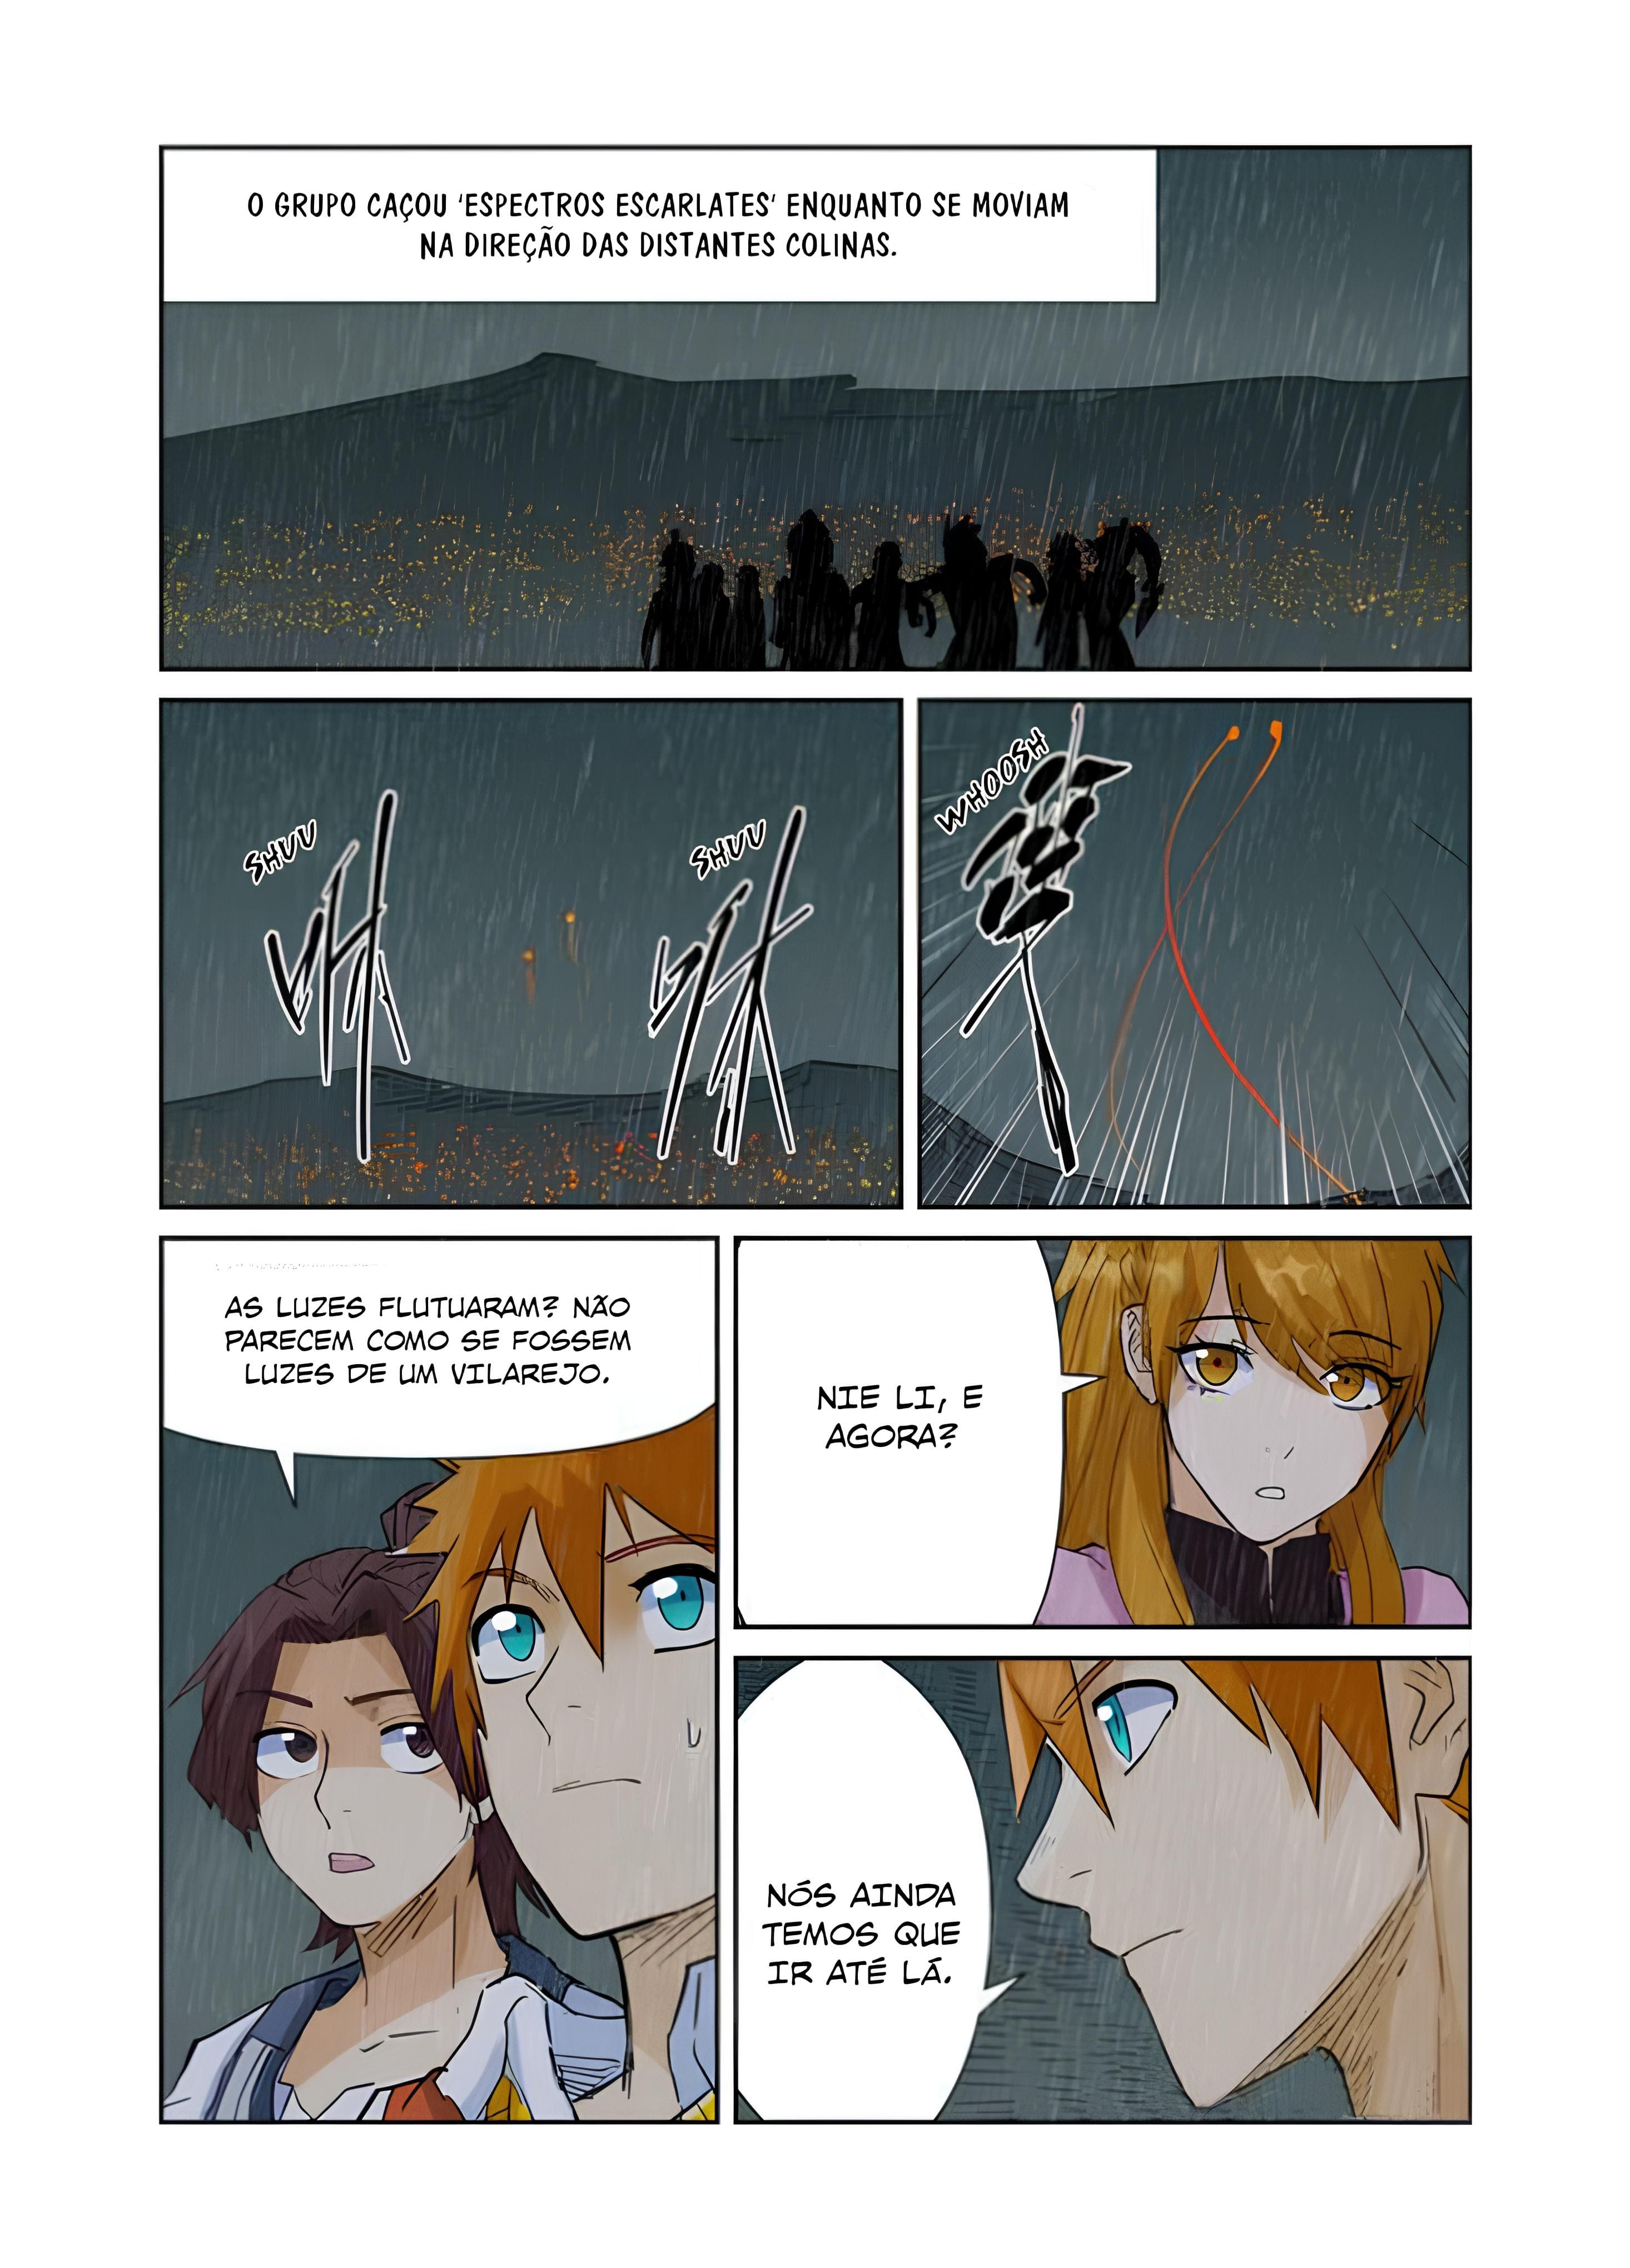 O GRUPO CAÇOU 'ESPECTROS ESCARLATES' ENQUANTO SE MOVIAM
NA DIREÇÃO DAS DISTANTES COLINAS.
SHUU
SHUU
WHOOSH
AS LUZES FLUTUARAM? NÃO
PARECEM COMO SE FOSSEM
LUZES DE UM VILAREJO.
NIE LI, E
AGORA?
NÓS AINDA
TEMOS QUE
IR ATÉ LÁ.